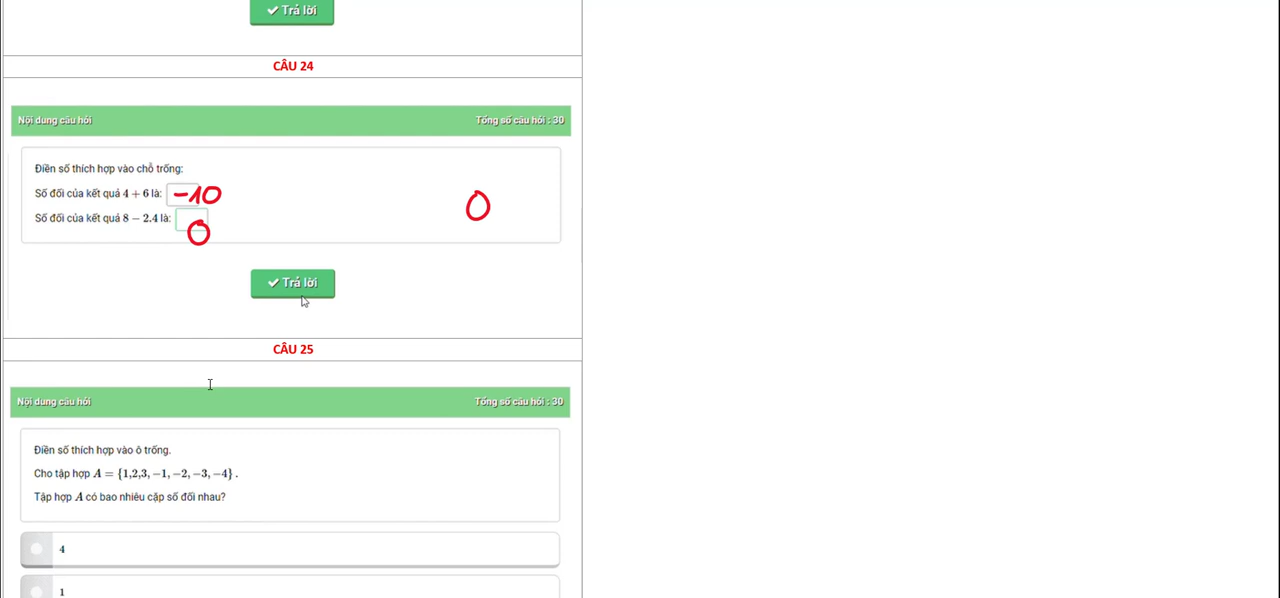 Trả lời
CÂU 24
Nội dung câu hỏi
Tổng số câu hỏi : 30
Điền số thích hợp vào chỗ trống:
Số đối của kết quả 4 + 6 là: -10
0
Số đối của kết quả 8 − 2.4 là: 0
Trả lời
CÂU 25
Nội dung câu hỏi
Tổng số câu hỏi : 30
Điền số thích hợp vào ô trống.
Cho tập hợp A = {1,2,3, −1, −2, −3, −4} .
Tập hợp A có bao nhiêu cặp số đối nhau?
4
1